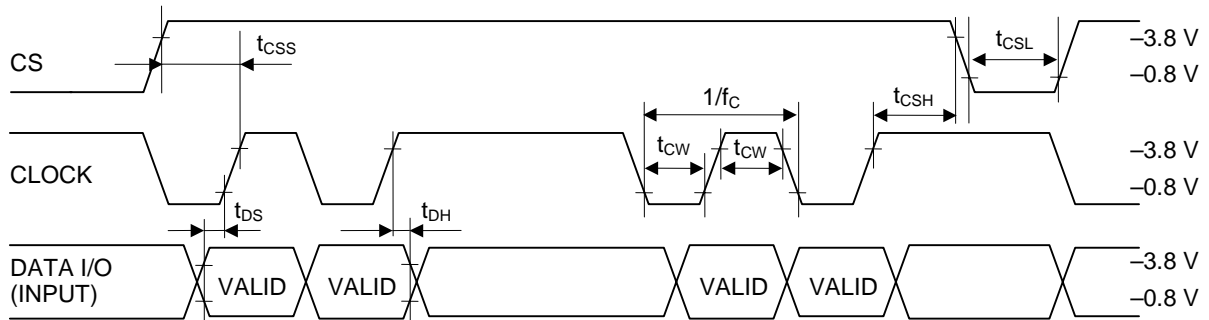 CS
tCSS
tCSL
–3.8 V
–0.8 V
1/fC
tCSH
CLOCK
tCW
tCW
–3.8 V
–0.8 V
tDS
tDH
DATA I/O
(INPUT)
VALID
VALID
VALID
VALID
–3.8 V
–0.8 V